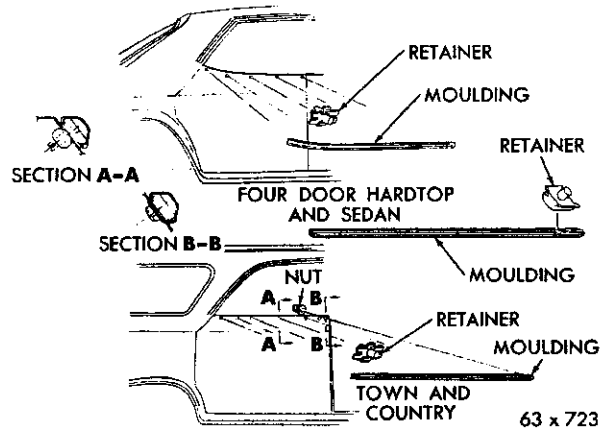 RETAINER
MOULDING
RETAINER
SECTION A-A
FOUR DOOR HARDTOP
AND SEDAN
SECTION B-B
MOULDING
NUT
A B
RETAINER
A B
MOULDING
TOWN AND
COUNTRY
63 x 723